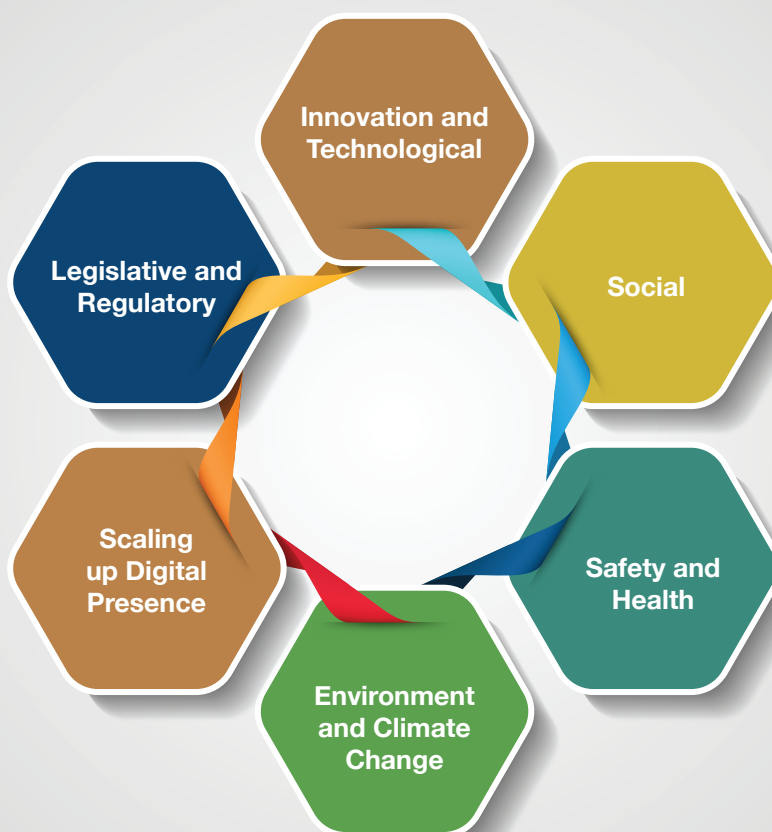 Innovation and
Technological
Social
Safety and
Health
Environment
and Climate
Change
Scaling
up Digital
Presence
Legislative and
Regulatory